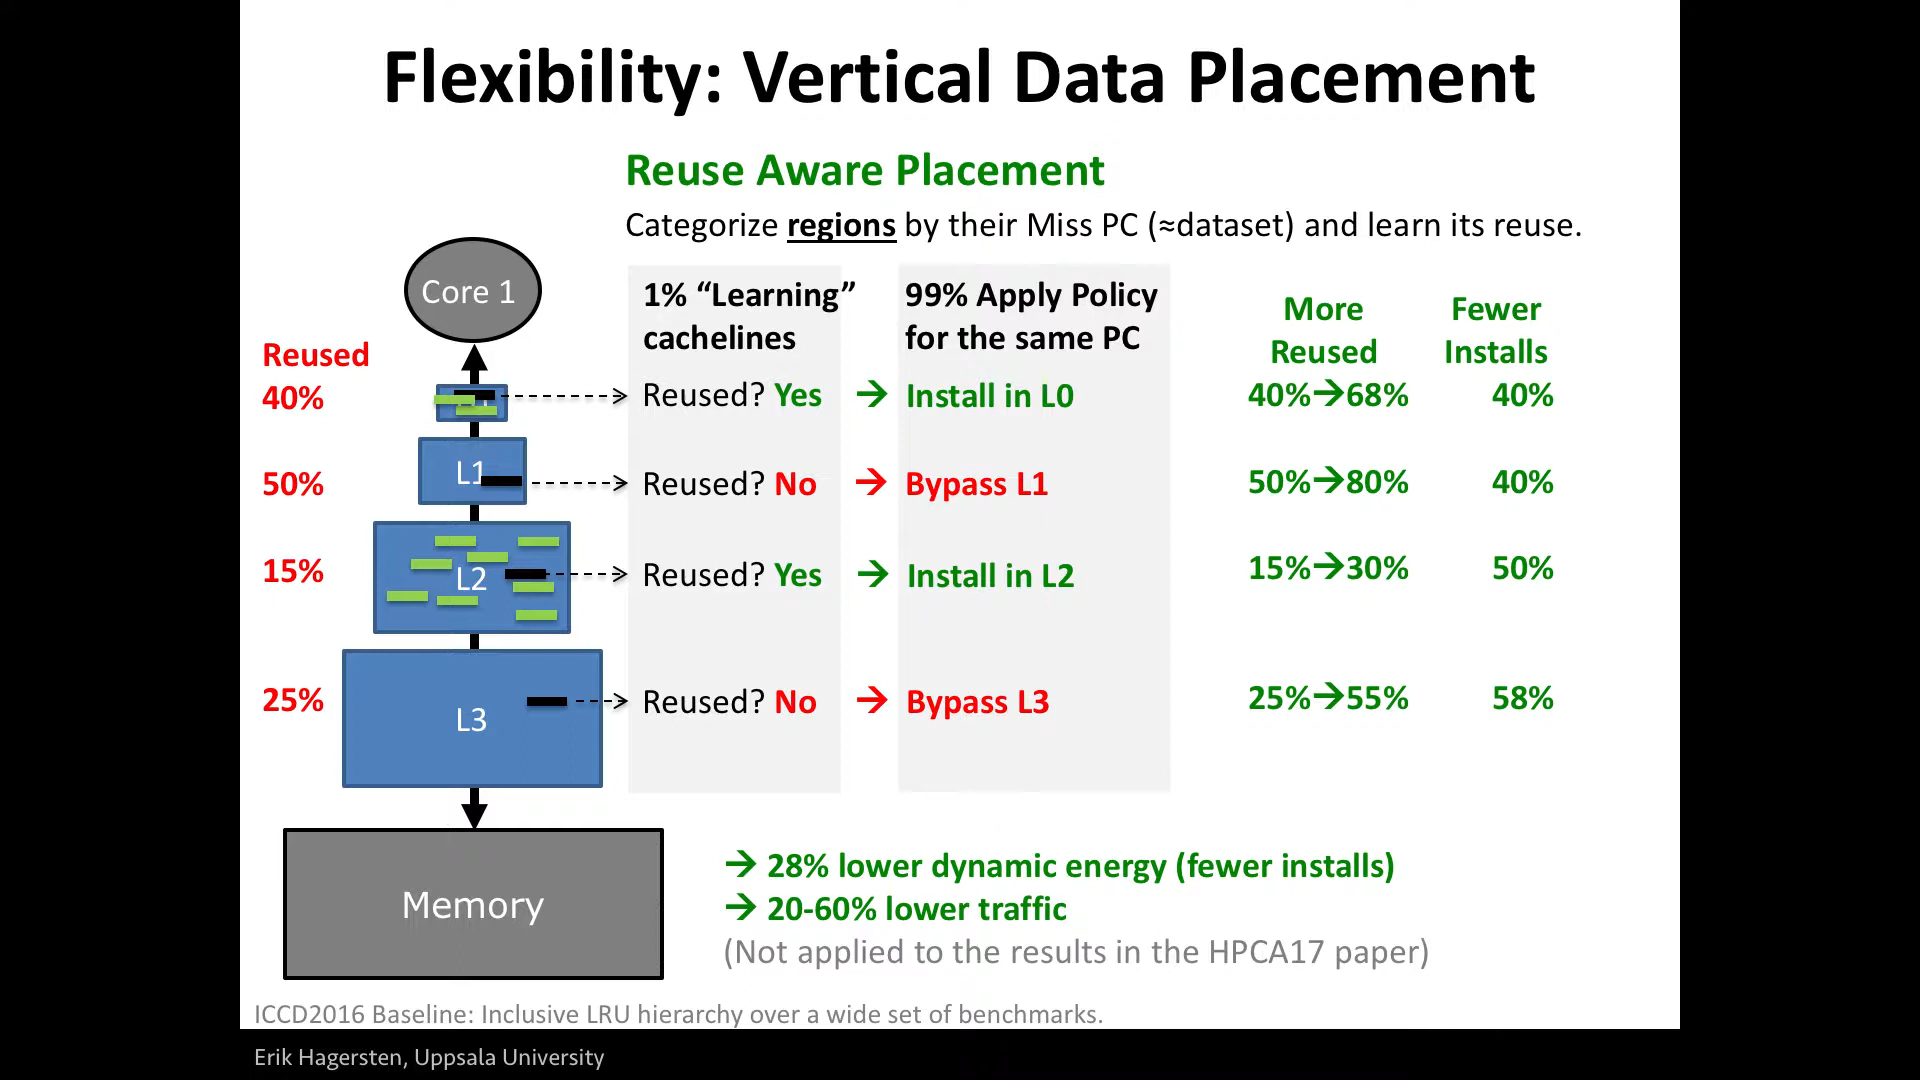 Flexibility: Vertical Data Placement
Reuse Aware Placement
Categorize regions by their Miss PC (≈dataset) and learn its reuse.
Core 1
1% “Learning” cachelines
99% Apply Policy for the same PC
More Reused
Fewer Installs
Reused
40%
Reused? Yes → Install in L0
40%→68%
40%
50%
L1
Reused? No → Bypass L1
50%→80%
40%
15%
L2
Reused? Yes → Install in L2
15%→30%
50%
25%
L3
Reused? No → Bypass L3
25%→55%
58%
Memory
→ 28% lower dynamic energy (fewer installs)
→ 20-60% lower traffic
(Not applied to the results in the HPCA17 paper)
ICCD2016 Baseline: Inclusive LRU hierarchy over a wide set of benchmarks.
Erik Hagersten, Uppsala University